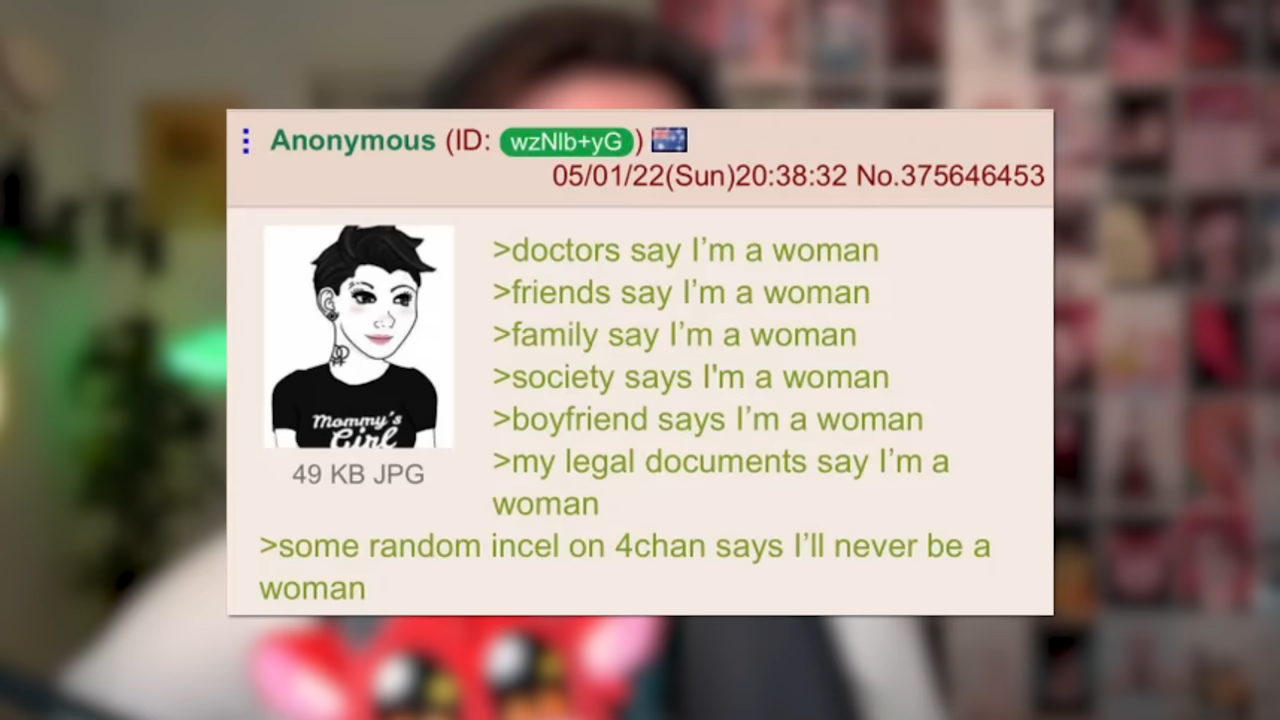 Anonymous (ID: wzNlb+yG)
05/01/22(Sun)20:38:32 No.375646453
>doctors say I’m a woman
>friends say I’m a woman
>family say I’m a woman
>society says I'm a woman
>boyfriend says I’m a woman
>my legal documents say I’m a
woman
>some random incel on 4chan says I’ll never be a
woman
Mommy's
Girl
49 KB JPG